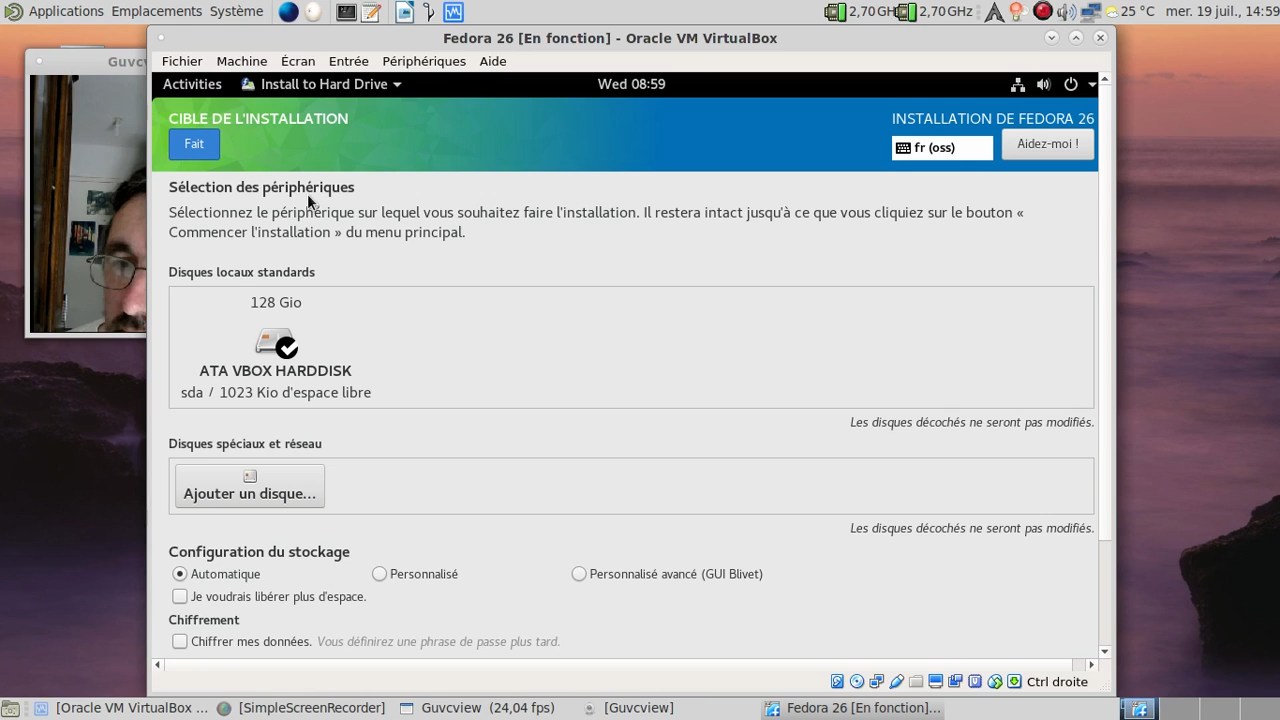 Applications Emplacements Système
2,70 GH 2,70 GHz 25 °C mer. 19 juil., 14:59
Guvcv
Fedora 26 [En fonction] - Oracle VM VirtualBox
Fichier Machine Écran Entrée Périphériques Aide
Activities Install to Hard Drive Wed 08:59
CIBLE DE L'INSTALLATION
INSTALLATION DE FEDORA 26
Fait
fr (oss)
Aidez-moi !
Sélection des périphériques
Sélectionnez le périphérique sur lequel vous souhaitez faire l'installation. Il restera intact jusqu'à ce que vous cliquiez sur le bouton «
Commencer l'installation » du menu principal.
Disques locaux standards
128 Gio
ATA VBOX HARDDISK
sda / 1023 Kio d'espace libre
Les disques décochés ne seront pas modifiés.
Disques spéciaux et réseau
Ajouter un disque...
Les disques décochés ne seront pas modifiés.
Configuration du stockage
Automatique Personnalisé Personnalisé avancé (GUI Blivet)
Je voudrais libérer plus d'espace.
Chiffrement
Chiffrer mes données. Vous définirez une phrase de passe plus tard.
Ctrl droite
[Oracle VM VirtualBox ... [SimpleScreenRecorder] Guvcview (24,04 fps) [Guvcview] Fedora 26 [En fonction]...